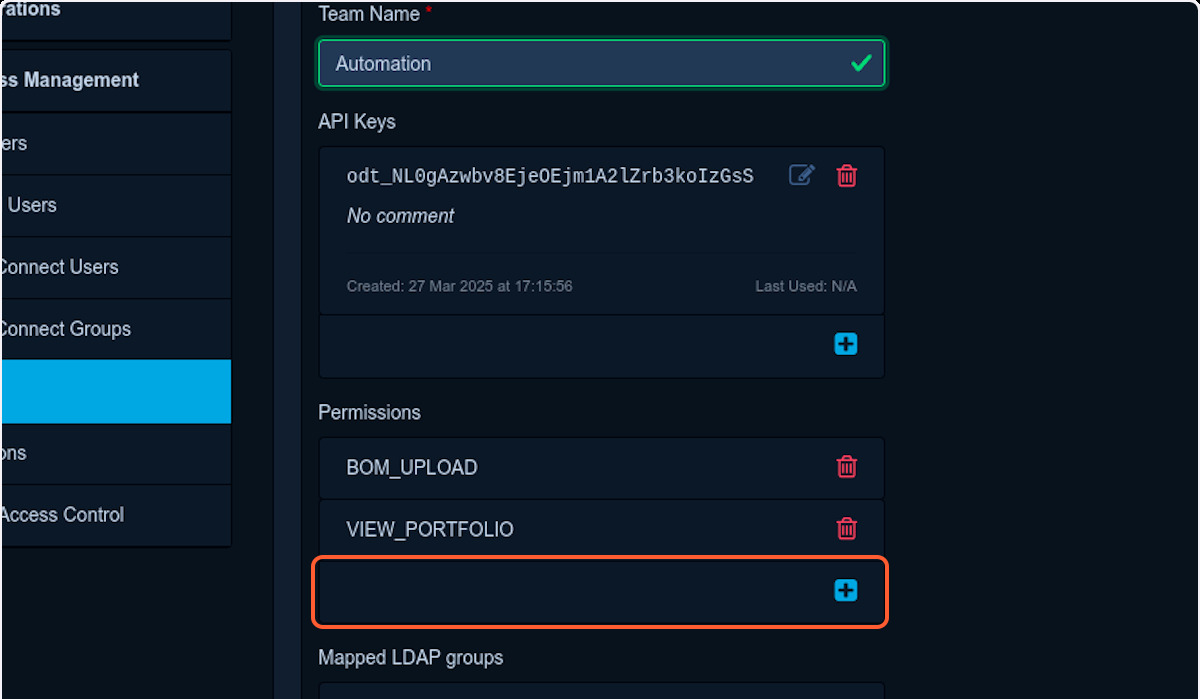 ations
Team Name *
Automation
ss Management
API Keys
ers
odt_NL0gAzwbv8EjeOEjm1A2lZrb3koIzGsS
Users
No comment
Connect Users
Created: 27 Mar 2025 at 17:15:56
Last Used: N/A
Connect Groups
Permissions
ons
BOM_UPLOAD
Access Control
VIEW_PORTFOLIO
Mapped LDAP groups